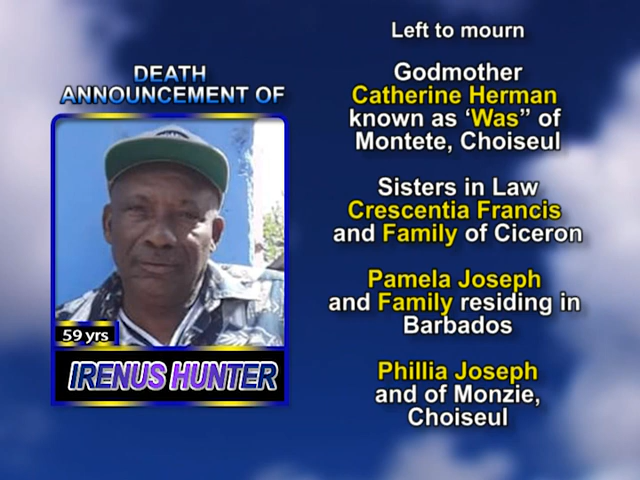 DEATH
ANNOUNCEMENT OF
59 yrs
IRENUS HUNTER
Left to mourn
Godmother
Catherine Herman
known as ‘Was” of
Montete, Choiseul
Sisters in Law
Crescentia Francis
and Family of Ciceron
Pamela Joseph
and Family residing in
Barbados
Phillia Joseph
and of Monzie,
Choiseul